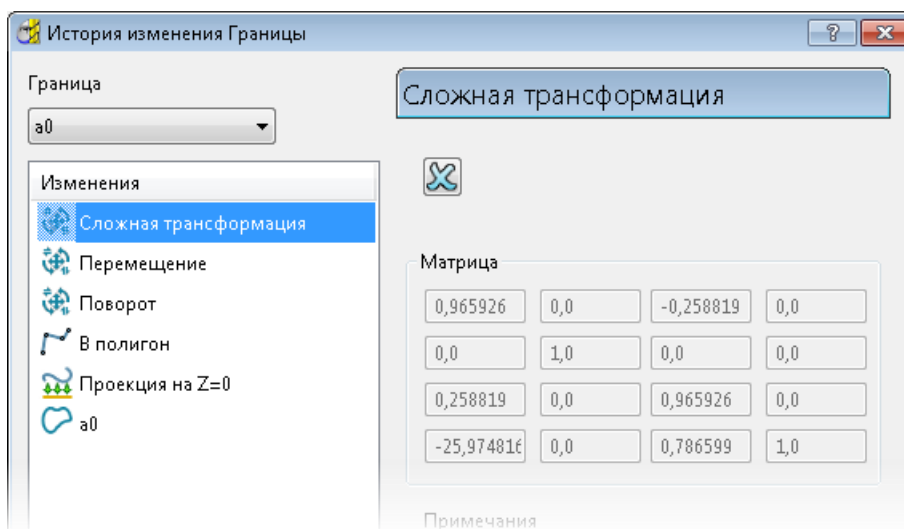 История изменения Границы
Граница
a0
Изменения
Сложная трансформация
Перемещение
Поворот
В полигон
Проекция на Z=0
a0
Сложная трансформация
Матрица
0,965926 0,0 -0,258819 0,0
0,0 1,0 0,0 0,0
0,258819 0,0 0,965926 0,0
-25,974816 0,0 0,786599 1,0
Примечания